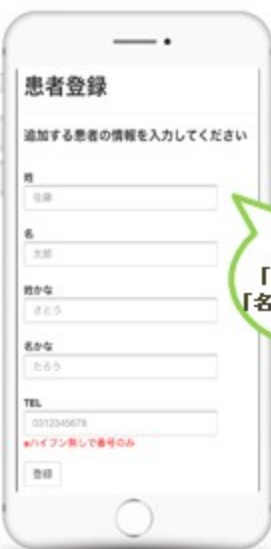 患者登録
追加する患者の情報を入力してください
姓
佐藤
名
太郎
姓かな
さとう
名かな
たろう
TEL
0312345678
※ハイフン無しで番号のみ
登録
「
「名